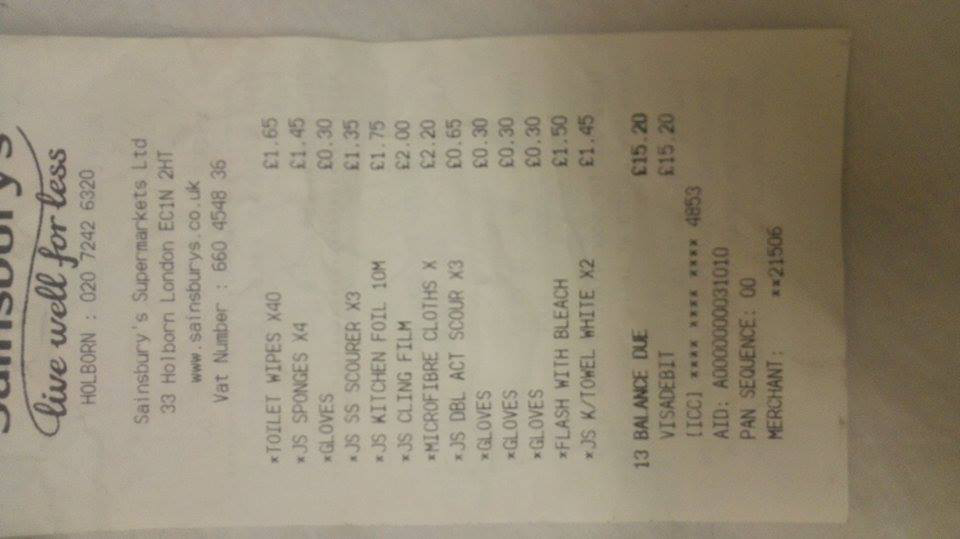 Sainsbury's
live well for less
HOLBORN : 020 7242 6320
Sainsbury's Supermarkets Ltd
33 Holborn London EC1N 2HT
www.sainsburys.co.uk
Vat Number : 660 4548 36
*TOILET WIPES X40 £1.65
*JS SPONGES X4 £1.45
*GLOVES £0.30
*JS SS SCOURER X3 £1.35
*JS KITCHEN FOIL 10M £1.75
*JS CLING FILM £2.00
*MICROFIBRE CLOTHS X £2.20
*JS DBL ACT SCOUR X3 £0.65
*GLOVES £0.30
*GLOVES £0.30
*GLOVES £0.30
*FLASH WITH BLEACH £1.50
*JS K/TOWEL WHITE X2 £1.45
13 BALANCE DUE £15.20
VISADEBIT £15.20
[ICC] **** **** **** 4853
AID: A0000000031010
PAN SEQUENCE: 00
MERCHANT: **21506